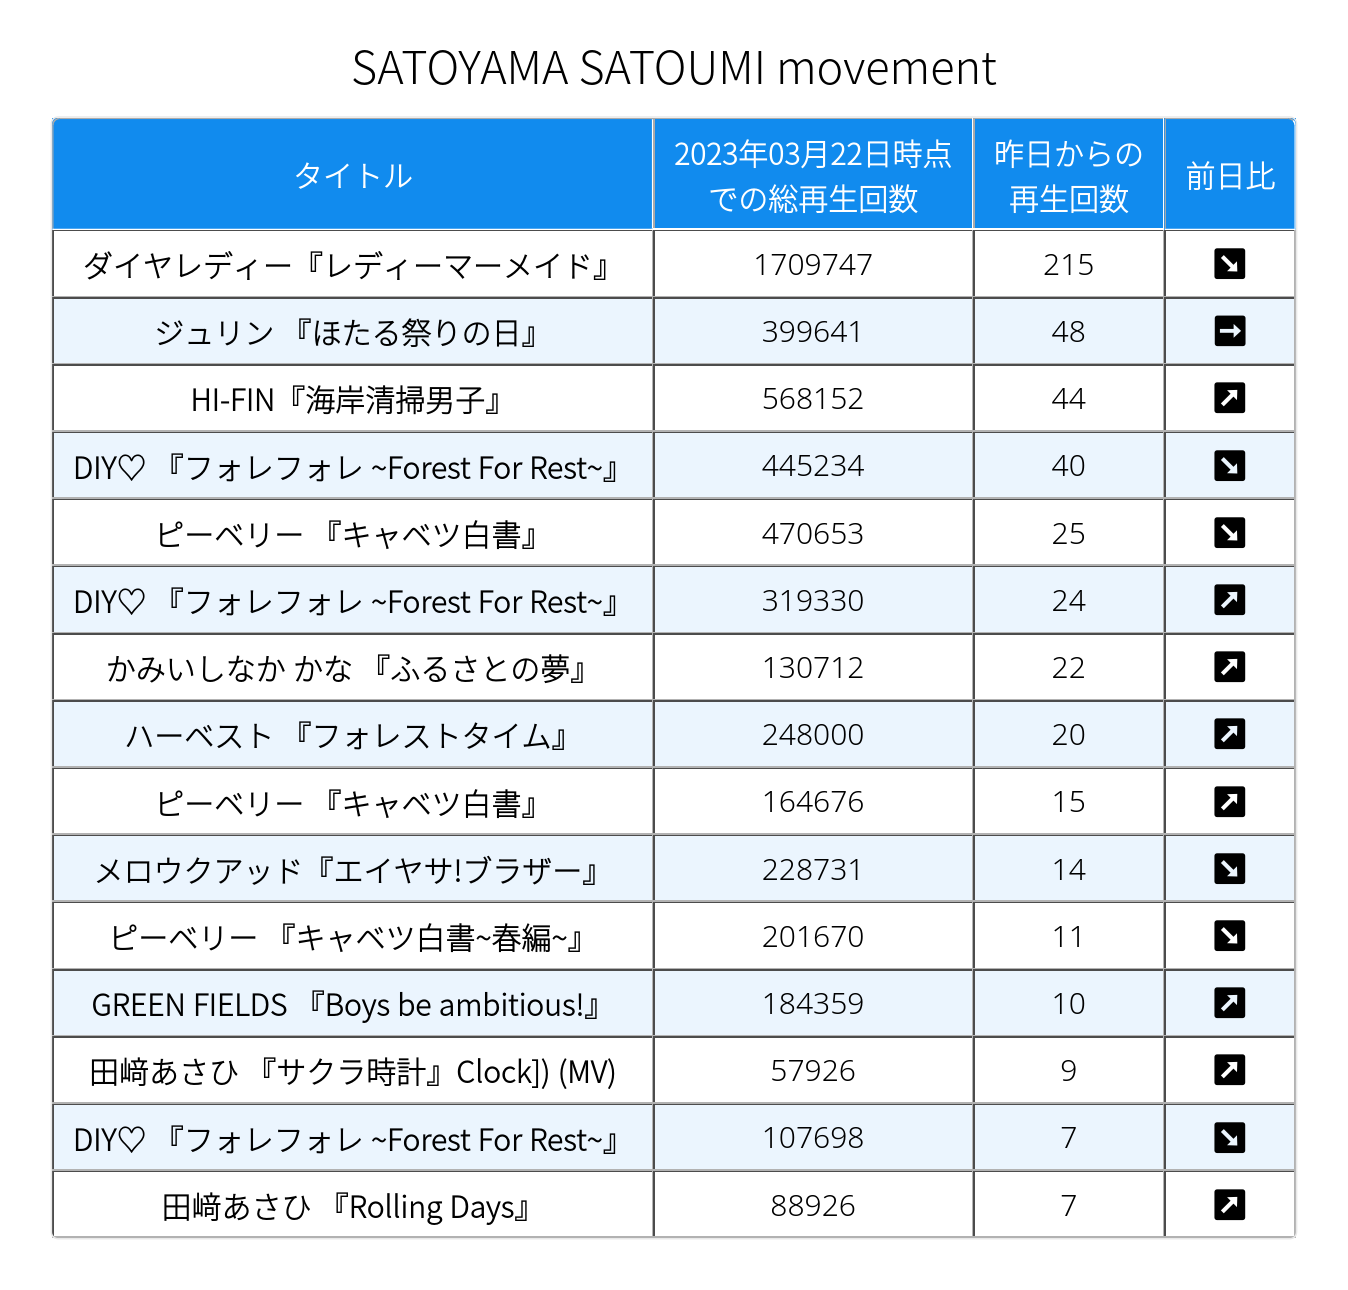 SATOYAMA SATOUMI movement
タイトル 2023年03月22日時点での総再生回数 昨日からの再生回数 前日比
ダイヤレディー『レディーマーメイド』 1709747 215
ジュリン 『ほたる祭りの日』 399641 48
HI-FIN『海岸清掃男子』 568152 44
DIY♡ 『フォレフォレ ~Forest For Rest~』 445234 40
ピーベリー 『キャベツ白書』 470653 25
DIY♡ 『フォレフォレ ~Forest For Rest~』 319330 24
かみいしなか かな 『ふるさとの夢』 130712 22
ハーベスト 『フォレストタイム』 248000 20
ピーベリー 『キャベツ白書』 164676 15
メロウクアッド『エイヤサ!ブラザー』 228731 14
ピーベリー 『キャベツ白書~春編~』 201670 11
GREEN FIELDS 『Boys be ambitious!』 184359 10
田﨑あさひ 『サクラ時計』Clock]) (MV) 57926 9
DIY♡ 『フォレフォレ ~Forest For Rest~』 107698 7
田﨑あさひ 『Rolling Days』 88926 7